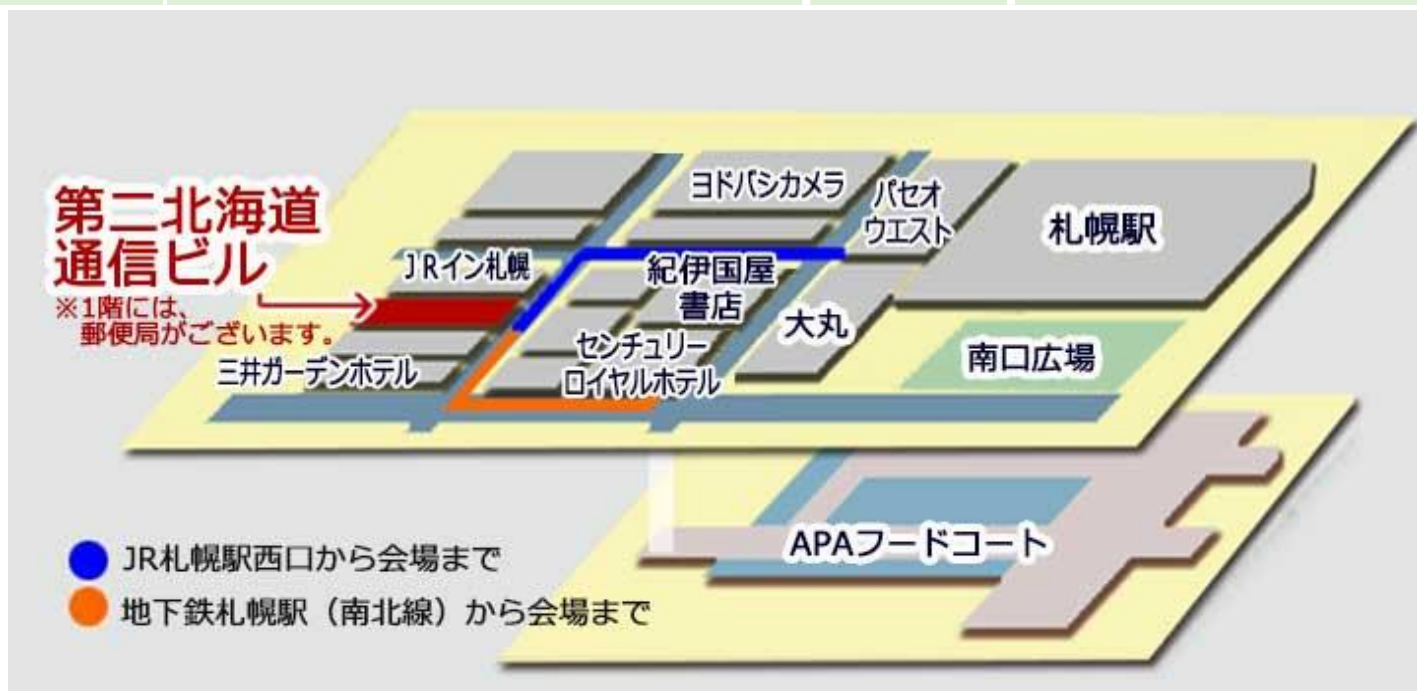 ヨドバシカメラ
パセオ
ウエスト
札幌駅
第二北海道
通信ビル
※1階には、
郵便局がございます。
JRイン札幌
紀伊国屋
書店
大丸
南口広場
三井ガーデンホテル
センチュリー
ロイヤルホテル
APAフードコート
JR札幌駅西口から会場まで
地下鉄札幌駅（南北線）から会場まで